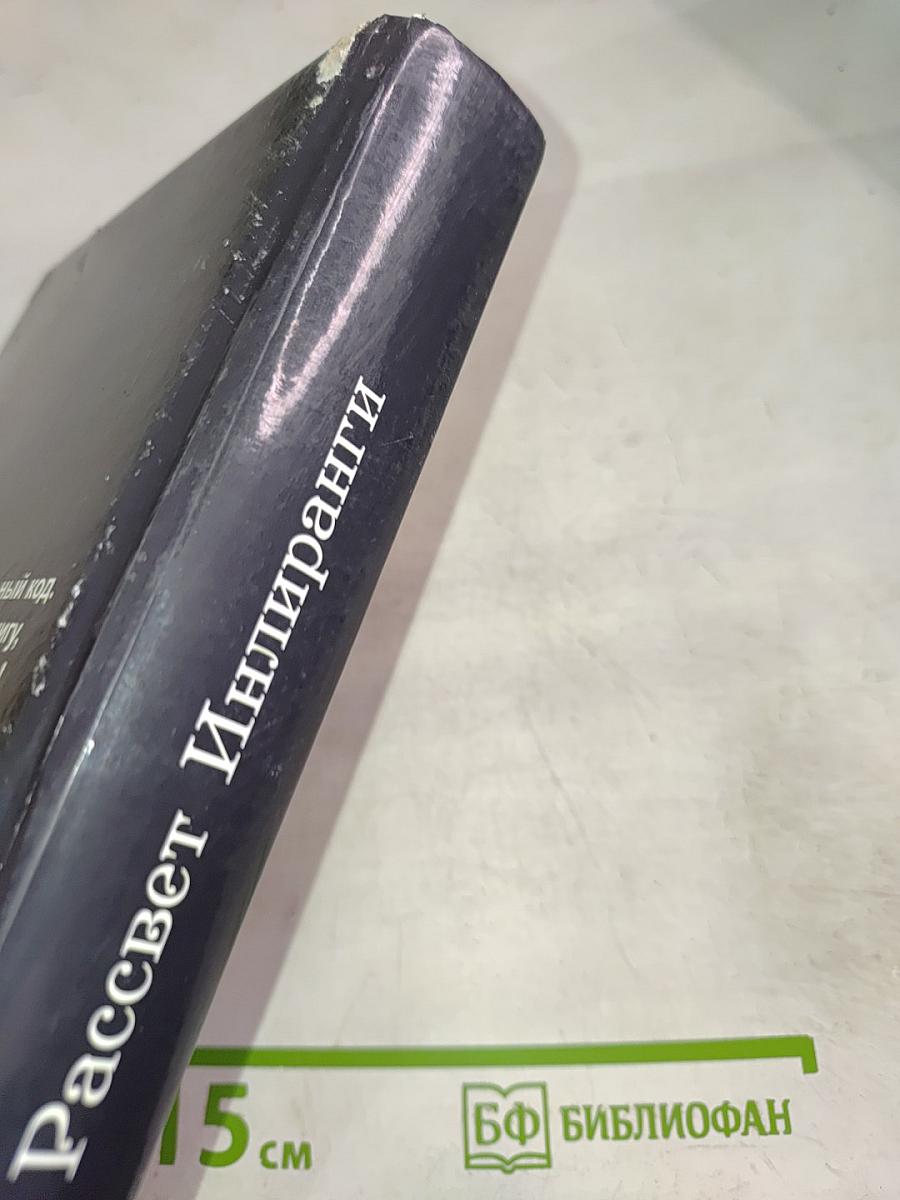 Рассвет Инлиранги
ный код.
игу,
15 см
БФ БИБЛИОФАН